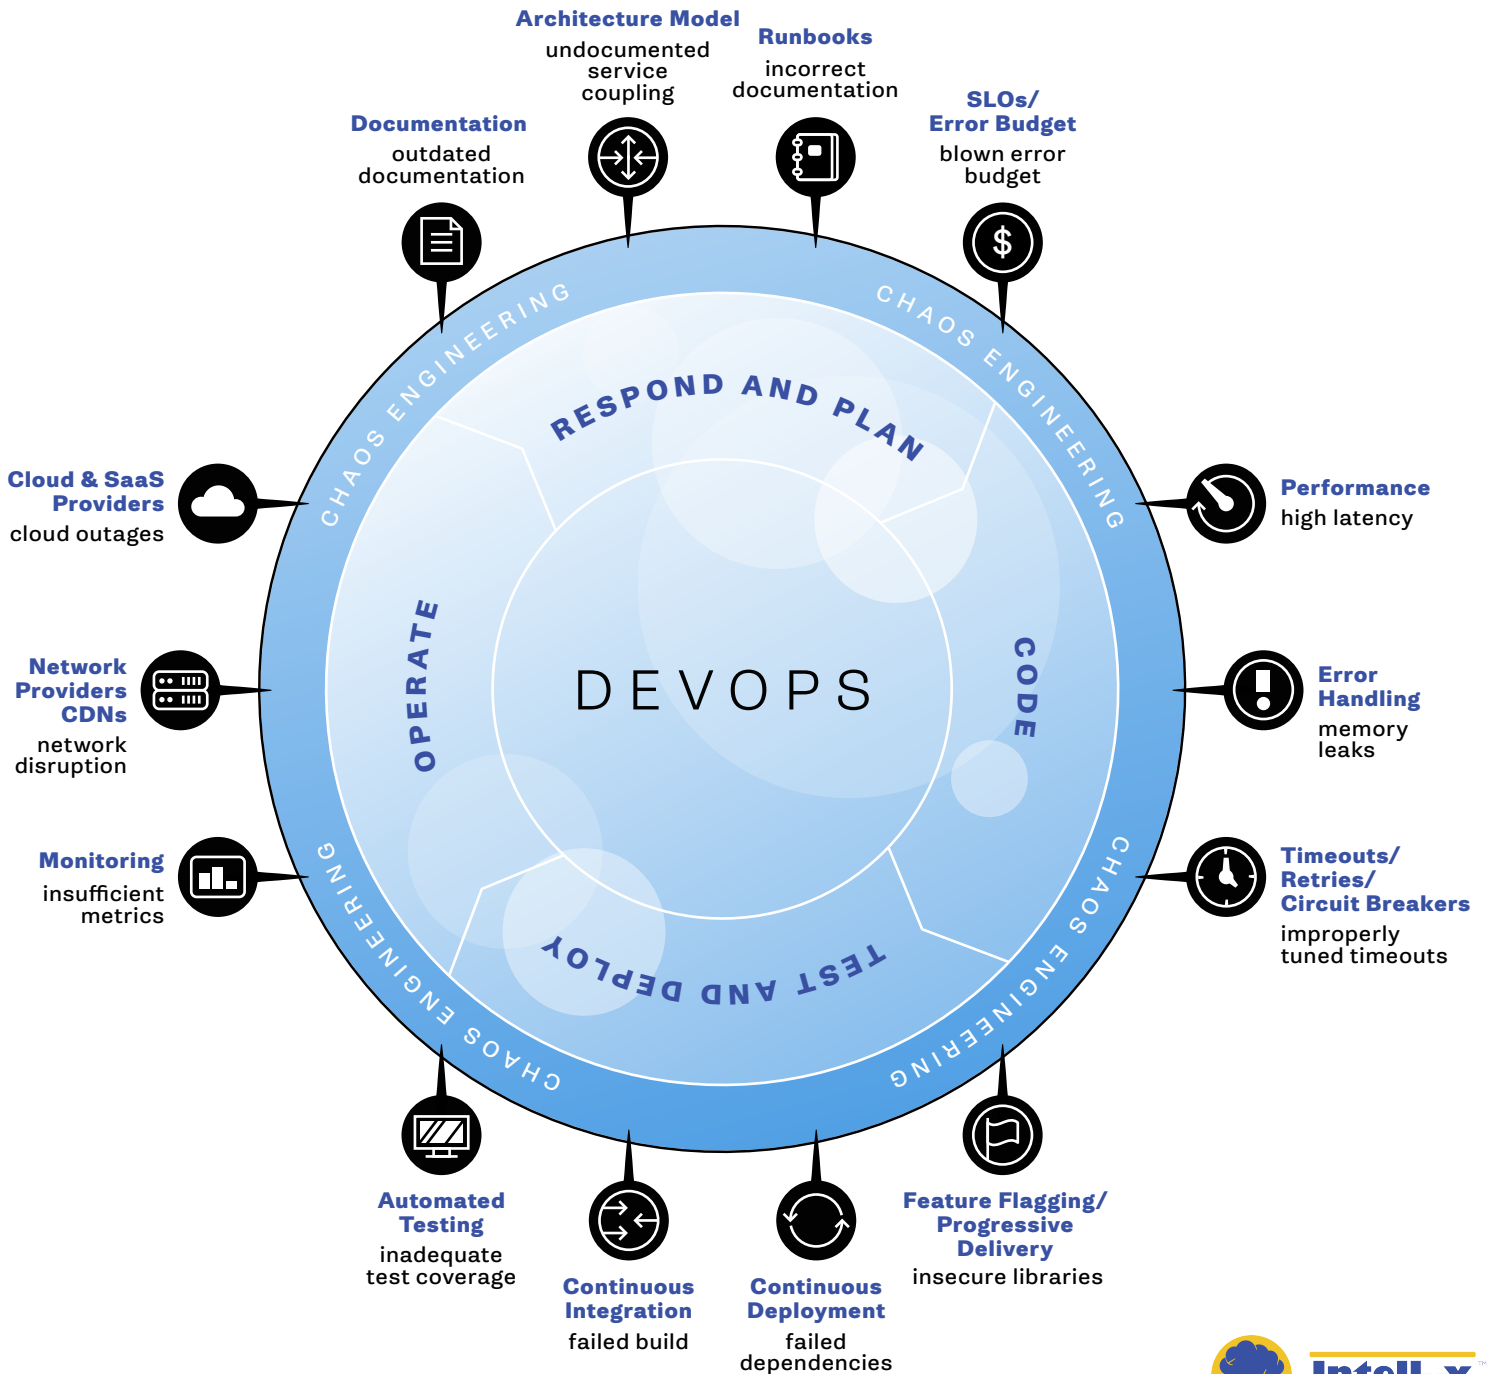 Architecture Model
undocumented
service
coupling
Runbooks
incorrect
documentation
SLOs/
Error Budget
blown error
budget
Documentation
outdated
documentation
CHAOS ENGINEERING
CHAOS ENGINEERING
RESPOND AND PLAN
Cloud & SaaS
Providers
cloud outages
Performance
high latency
OPERATE
DEVOPS
CODE
Network
Providers
CDNs
network
disruption
Error
Handling
memory
leaks
Monitoring
insufficient
metrics
Timeouts/
Retries/
Circuit Breakers
improperly
tuned timeouts
TEST AND DEPLOY
CHAOS ENGINEERING
CHAOS ENGINEERING
Automated
Testing
inadequate
test coverage
Continuous
Integration
failed build
Continuous
Deployment
failed
dependencies
Feature Flagging/
Progressive
Delivery
insecure libraries